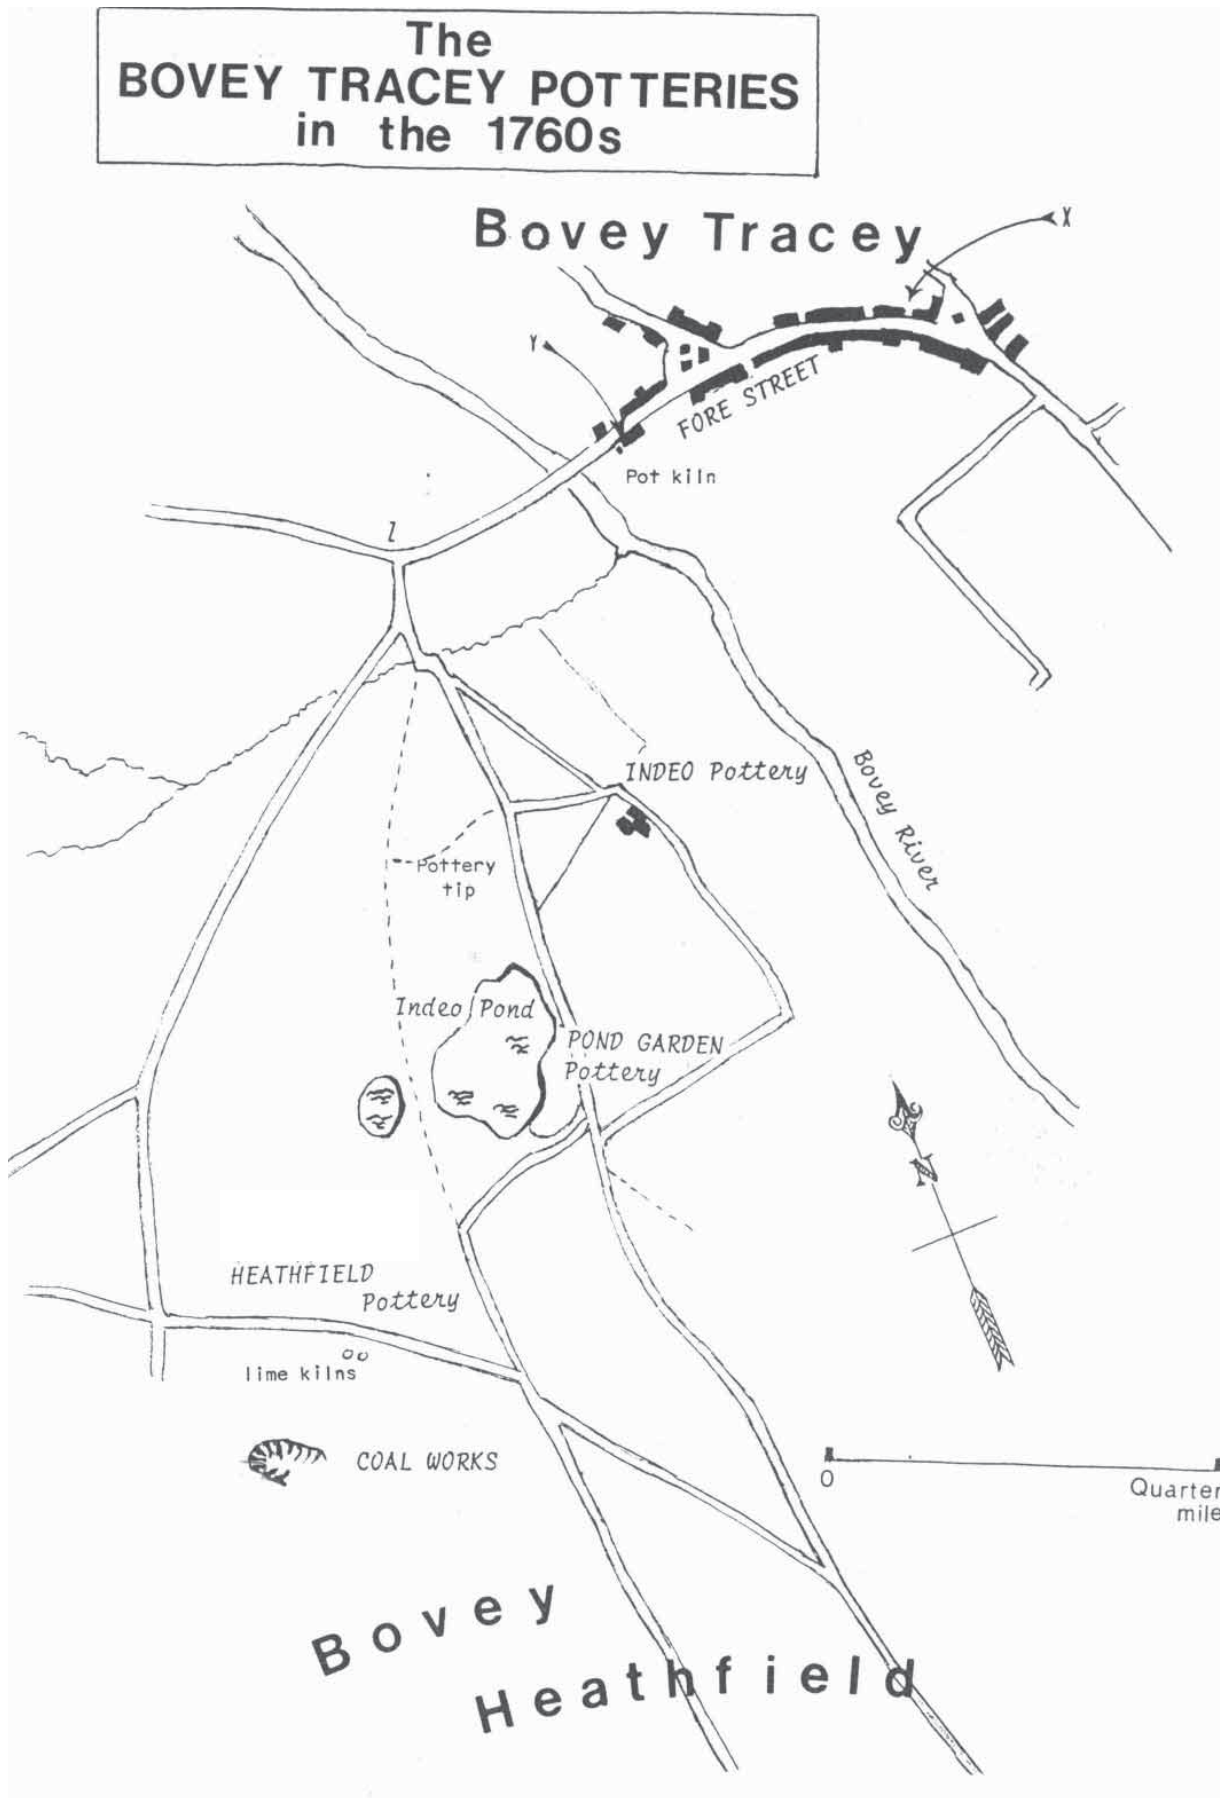 The
BOVEY TRACEY POTTERIES
in the 1760s
Bovey Tracey
X
Y
FORE STREET
Pot kiln
Z
INDEO Pottery
Bovey River
Pottery
tip
Indeo Pond
POND GARDEN
Pottery
N
HEATHFIELD
Pottery
lime kilns
COAL WORKS
0
Quarter
mile
Bovey
Heathfield